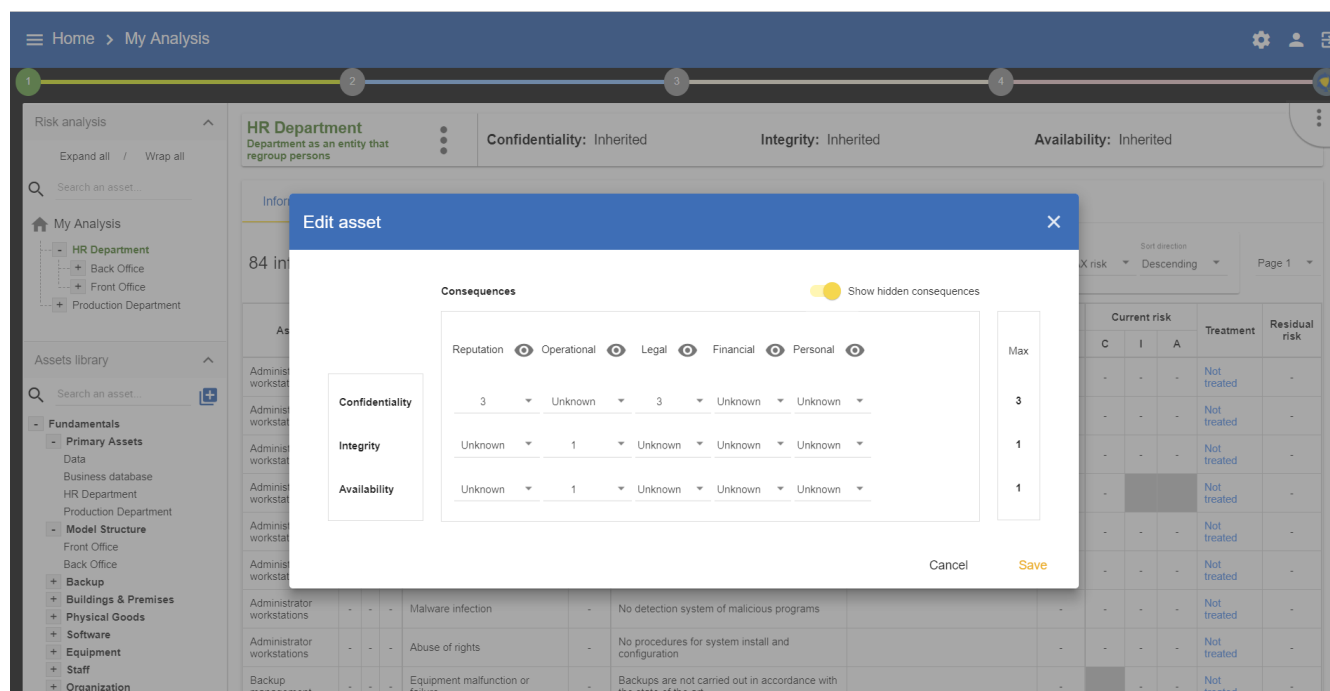 Home > My Analysis
1 2 3 4
Risk analysis
Expand all / Wrap all
Search an asset...
My Analysis
- HR Department
+ Back Office
+ Front Office
+ Production Department
Assets library
Search an asset...
- Fundamentals
- Primary Assets
Data
Business database
HR Department
Production Department
- Model Structure
Front Office
Back Office
+ Backup
+ Buildings & Premises
+ Physical Goods
+ Software
+ Equipment
+ Staff
+ Organization
HR Department
Department as an entity that
regroup persons
Confidentiality: Inherited Integrity: Inherited Availability: Inherited
Edit asset
Consequences Show hidden consequences
Reputation Operational Legal Financial Personal Max
Confidentiality 3 Unknown 3 Unknown Unknown 3
Integrity Unknown 1 Unknown Unknown Unknown 1
Availability Unknown 1 Unknown Unknown Unknown 1
Cancel Save
84
Sort direction
risk Descending Page 1
Current risk Treatment Residual
risk
C I A
- - - Not
treated -
- - - Not
treated -
- - - Not
treated -
- Not
treated -
- - - Not
treated -
- - - Not
treated -
Administrator
workstations - - - Malware infection - No detection system of malicious programs - - - - Not
treated -
Administrator
workstations - - - Abuse of rights - No procedures for system install and
configuration - - - - Not
treated -
Backup - - - Equipment malfunction or - Backups are not carried out in accordance with - - - Not